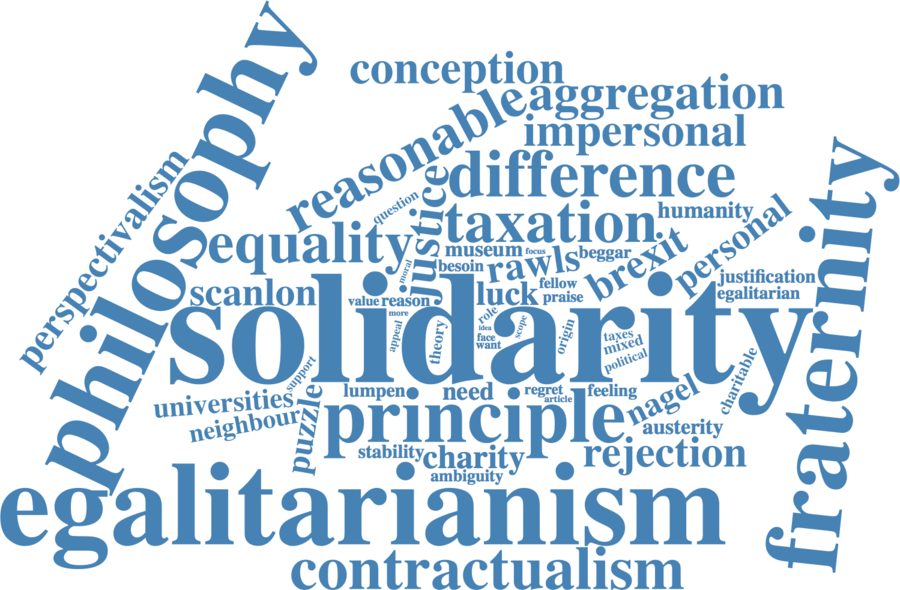 philosophy
conception
reasonable
aggregation
impersonal
perspectivalism
difference
fraternity
question
justice
taxation
humanity
personal
equality
museum
focus
beggar
brexit
moral
besoin
rawls
justification
scanlon
value
reason
luck
fellow
praise
egalitarian
solidarity
more
appeal
theory
role
idea
face
want
scope
origin
taxes
mixed
political
support
charitable
lumpen
need
regret
article
feeling
universities
neighbour
puzzle
principle
nagel
austerity
stability
charity
rejection
ambiguity
egalitarianism
contractualism